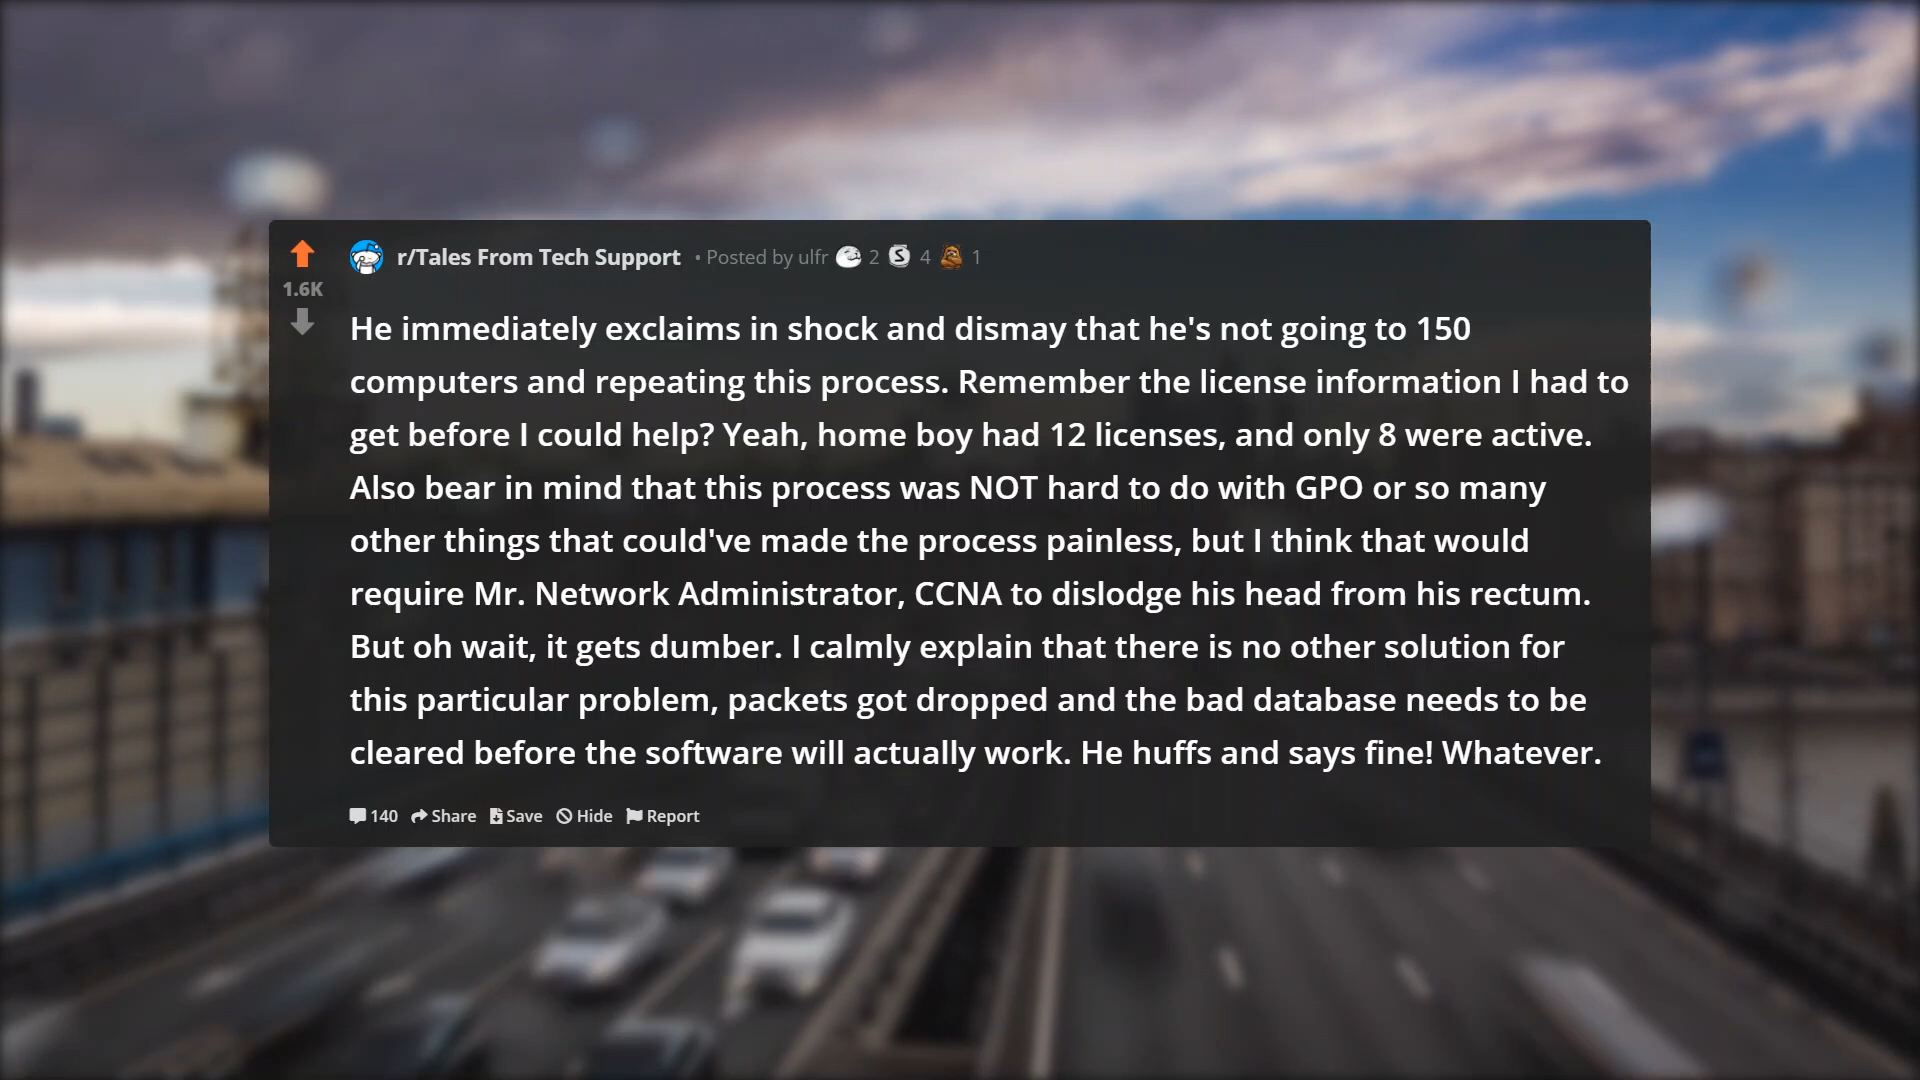 r/Tales From Tech Support • Posted by ulfr 2 S 4 1
1.6K
He immediately exclaims in shock and dismay that he's not going to 150
computers and repeating this process. Remember the license information I had to
get before I could help? Yeah, home boy had 12 licenses, and only 8 were active.
Also bear in mind that this process was NOT hard to do with GPO or so many
other things that could've made the process painless, but I think that would
require Mr. Network Administrator, CCNA to dislodge his head from his rectum.
But oh wait, it gets dumber. I calmly explain that there is no other solution for
this particular problem, packets got dropped and the bad database needs to be
cleared before the software will actually work. He huffs and says fine! Whatever.
140 Share Save Hide Report